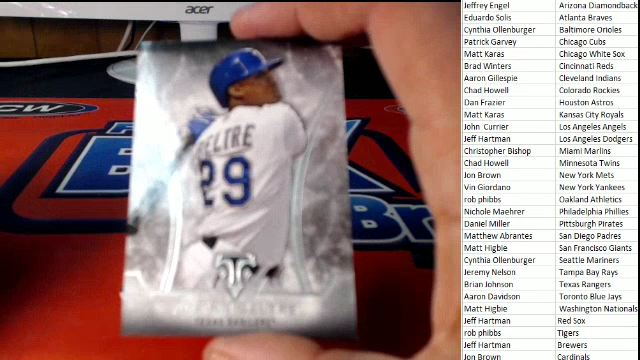 acer
BELTRE
29
Jeffrey Engel Arizona Diamondback
Eduardo Solis Atlanta Braves
Cynthia Ollenburger Baltimore Orioles
Patrick Garvey Chicago Cubs
Matt Karas Chicago White Sox
Brad Winters Cincinnati Reds
Aaron Gillespie Cleveland Indians
Chad Howell Colorado Rockies
Dan Frazier Houston Astros
Matt Karas Kansas City Royals
John Currier Los Angeles Angels
Jeff Hartman Los Angeles Dodgers
Christopher Bishop Miami Marlins
Chad Howell Minnesota Twins
Jon Brown New York Mets
Vin Giordano New York Yankees
rob phibbs Oakland Athletics
Nichole Maehrer Philadelphia Phillies
Daniel Miller Pittsburgh Pirates
Matthew Abrantes San Diego Padres
Matt Higbie San Francisco Giants
Cynthia Ollenburger Seattle Mariners
Jeremy Nelson Tampa Bay Rays
Brian Johnson Texas Rangers
Aaron Davidson Toronto Blue Jays
Matt Higbie Washington Nationals
Jeff Hartman Red Sox
rob phibbs Tigers
Jeff Hartman Brewers
Jon Brown Cardinals